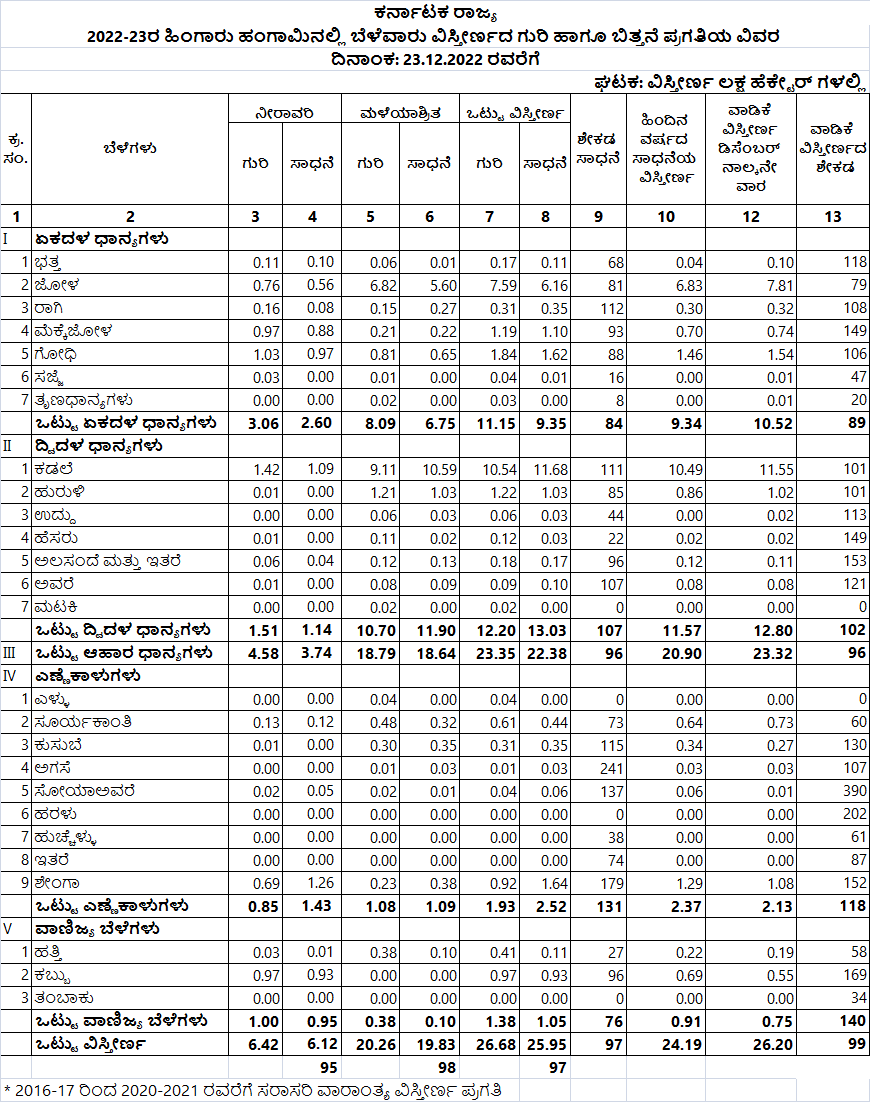 ಕರ್ನಾಟಕ ರಾಜ್ಯ
2022-23ರ ಹಿಂಗಾರು ಹಂಗಾಮಿನಲ್ಲಿ ಬೆಳೆವಾರು ವಿಸ್ತೀರ್ಣದ ಗುರಿ ಹಾಗೂ ಬಿತ್ತನೆ ಪ್ರಗತಿಯ ವಿವರ
ದಿನಾಂಕ: 23.12.2022 ರವರೆಗೆ
ಘಟಕ: ವಿಸ್ತೀರ್ಣ ಲಕ್ಷ ಹೆಕ್ಟೇರ್ ಗಳಲ್ಲಿ
ಕ್ರ. ಸಂ. ಬೆಳೆಗಳು ನೀರಾವರಿ ಮಳೆಯಾಶ್ರಿತ ಒಟ್ಟು ವಿಸ್ತೀರ್ಣ ಶೇಕಡ ಸಾಧನೆ ಹಿಂದಿನ ವರ್ಷದ ಸಾಧನೆಯ ವಿಸ್ತೀರ್ಣ ವಾಡಿಕೆ ವಿಸ್ತೀರ್ಣ ಡಿಸೆಂಬರ್ ನಾಲ್ಕನೇ ವಾರ ವಾಡಿಕೆ ವಿಸ್ತೀರ್ಣದ ಶೇಕಡ
ಗುರಿ ಸಾಧನೆ ಗುರಿ ಸಾಧನೆ ಗುರಿ ಸಾಧನೆ
1 2 3 4 5 6 7 8 9 10 12 13
I ಏಕದಳ ಧಾನ್ಯಗಳು
1 ಭತ್ತ 0.11 0.10 0.06 0.01 0.17 0.11 68 0.04 0.10 118
2 ಜೋಳ 0.76 0.56 6.82 5.60 7.59 6.16 81 6.83 7.81 79
3 ರಾಗಿ 0.16 0.08 0.15 0.27 0.31 0.35 112 0.30 0.32 108
4 ಮೆಕ್ಕೆಜೋಳ 0.97 0.88 0.21 0.22 1.19 1.10 93 0.70 0.74 149
5 ಗೋಧಿ 1.03 0.97 0.81 0.65 1.84 1.62 88 1.46 1.54 106
6 ಸಜ್ಜೆ 0.03 0.00 0.01 0.00 0.04 0.01 16 0.00 0.01 47
7 ತೃಣಧಾನ್ಯಗಳು 0.00 0.00 0.02 0.00 0.03 0.00 8 0.00 0.01 20
ಒಟ್ಟು ಏಕದಳ ಧಾನ್ಯಗಳು 3.06 2.60 8.09 6.75 11.15 9.35 84 9.34 10.52 89
II ದ್ವಿದಳ ಧಾನ್ಯಗಳು
1 ಕಡಲೆ 1.42 1.09 9.11 10.59 10.54 11.68 111 10.49 11.55 101
2 ಹುರುಳಿ 0.01 0.00 1.21 1.03 1.22 1.03 85 0.86 1.02 101
3 ಉದ್ದು 0.00 0.00 0.06 0.03 0.06 0.03 44 0.00 0.02 113
4 ಹೆಸರು 0.01 0.00 0.11 0.02 0.12 0.03 22 0.02 0.02 149
5 ಅಲಸಂದೆ ಮತ್ತು ಇತರೆ 0.06 0.04 0.12 0.13 0.18 0.17 96 0.12 0.11 153
6 ಅವರೆ 0.01 0.00 0.08 0.09 0.09 0.10 107 0.08 0.08 121
7 ಮಟಕಿ 0.00 0.00 0.02 0.00 0.02 0.00 0 0.00 0.00 0
ಒಟ್ಟು ದ್ವಿದಳ ಧಾನ್ಯಗಳು 1.51 1.14 10.70 11.90 12.20 13.03 107 11.57 12.80 102
III ಒಟ್ಟು ಆಹಾರ ಧಾನ್ಯಗಳು 4.58 3.74 18.79 18.64 23.35 22.38 96 20.90 23.32 96
IV ಎಣ್ಣೆಕಾಳುಗಳು
1 ಎಳ್ಳು 0.00 0.00 0.04 0.00 0.04 0.00 0 0.00 0.00 0
2 ಸೂರ್ಯಕಾಂತಿ 0.13 0.12 0.48 0.32 0.61 0.44 73 0.64 0.73 60
3 ಕುಸುಬೆ 0.01 0.00 0.30 0.35 0.31 0.35 115 0.34 0.27 130
4 ಅಗಸೆ 0.00 0.00 0.01 0.03 0.01 0.03 241 0.03 0.03 107
5 ಸೋಯಾಅವರೆ 0.02 0.05 0.02 0.01 0.04 0.06 137 0.06 0.01 390
6 ಹರಳು 0.00 0.00 0.00 0.00 0.00 0.00 0 0.00 0.00 202
7 ಹುಚ್ಚೆಳ್ಳು 0.00 0.00 0.00 0.00 0.00 0.00 38 0.00 0.00 61
8 ಇತರೆ 0.00 0.00 0.00 0.00 0.00 0.00 74 0.00 0.00 87
9 ಶೇಂಗಾ 0.69 1.26 0.23 0.38 0.92 1.64 179 1.29 1.08 152
ಒಟ್ಟು ಎಣ್ಣೆಕಾಳುಗಳು 0.85 1.43 1.08 1.09 1.93 2.52 131 2.37 2.13 118
V ವಾಣಿಜ್ಯ ಬೆಳೆಗಳು
1 ಹತ್ತಿ 0.03 0.01 0.38 0.10 0.41 0.11 27 0.22 0.19 58
2 ಕಬ್ಬು 0.97 0.93 0.00 0.00 0.97 0.93 96 0.69 0.55 169
3 ತಂಬಾಕು 0.00 0.00 0.00 0.00 0.00 0.00 0 0.00 0.00 34
ಒಟ್ಟು ವಾಣಿಜ್ಯ ಬೆಳೆಗಳು 1.00 0.95 0.38 0.10 1.38 1.05 76 0.91 0.75 140
ಒಟ್ಟು ವಿಸ್ತೀರ್ಣ 6.42 6.12 20.26 19.83 26.68 25.95 97 24.19 26.20 99
95 98 97
* 2016-17 ರಿಂದ 2020-2021 ರವರೆಗೆ ಸರಾಸರಿ ವಾರಾಂತ್ಯ ವಿಸ್ತೀರ್ಣ ಪ್ರಗತಿ